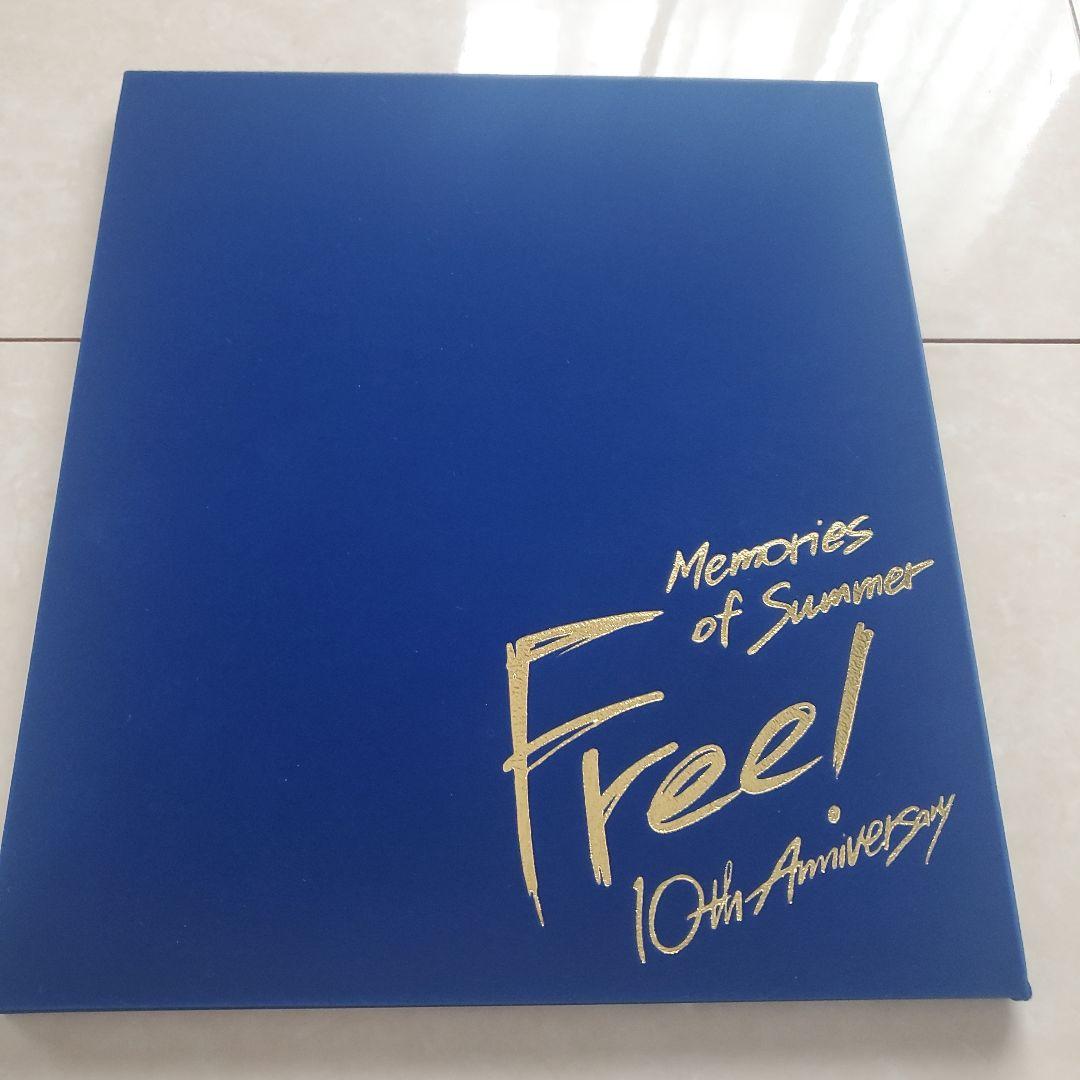 Memories
of Summer
Free!
10th Anniversary